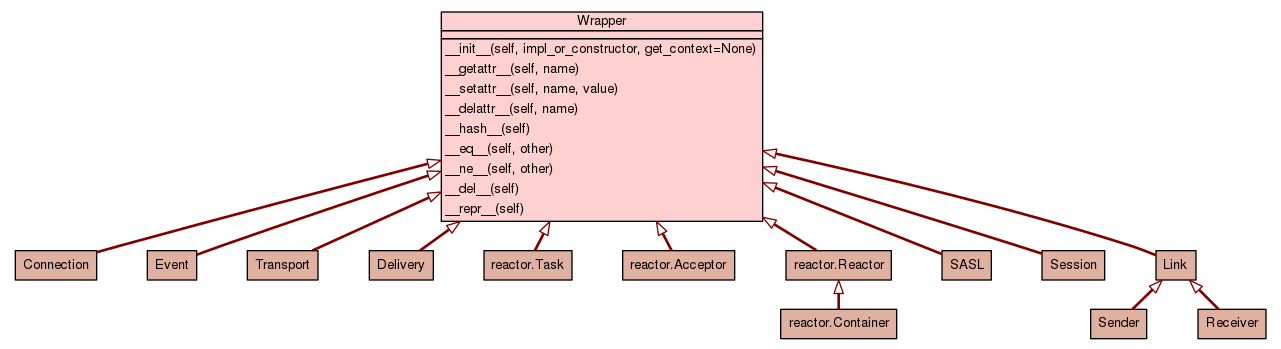 Wrapper
__init__(self, impl_or_constructor, get_context=None)
__getattr__(self, name)
__setattr__(self, name, value)
__delattr__(self, name)
__hash__(self)
__eq__(self, other)
__ne__(self, other)
__del__(self)
__repr__(self)
Connection
Event
Transport
Delivery
reactor.Task
reactor.Acceptor
reactor.Reactor
SASL
Session
Link
reactor.Container
Sender
Receiver